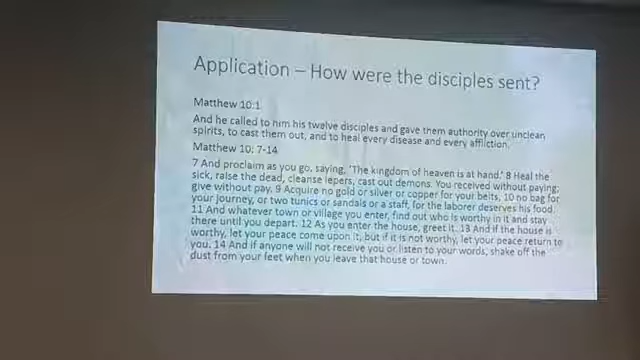 Application – How were the disciples sent?
Matthew 10:1
And he called to him his twelve disciples and gave them authority over unclean
spirits, to cast them out, and to heal every disease and every affliction.
Matthew 10: 7-14
7 And proclaim as you go, saying, 'The kingdom of heaven is at hand.' 8 Heal the
sick, raise the dead, cleanse lepers, cast out demons. You received without paying;
give without pay. 9 Acquire no gold or silver or copper for your belts, 10 no bag for
your journey, or two tunics or sandals or a staff, for the laborer deserves his food.
11 And whatever town or village you enter, find out who is worthy in it and stay
there until you depart. 12 As you enter the house, greet it. 13 And if the house is
worthy, let your peace come upon it, but if it is not worthy, let your peace return to
you. 14 And if anyone will not receive you or listen to your words, shake off the
dust from your feet when you leave that house or town.